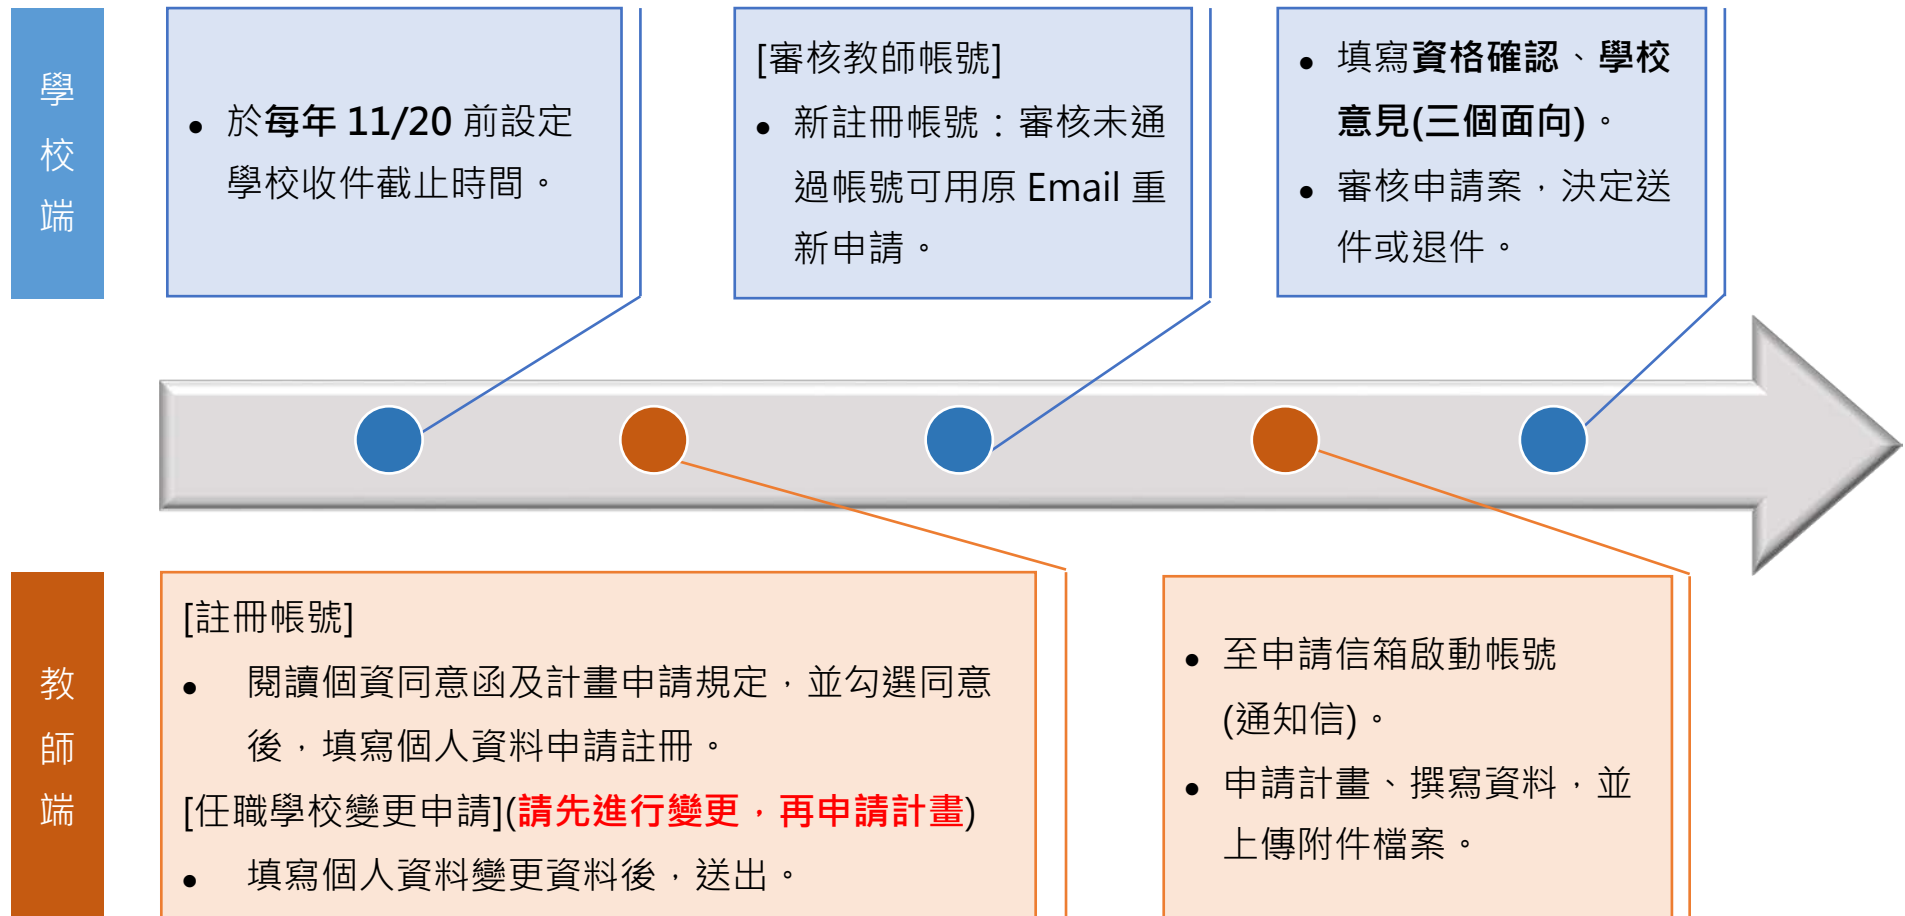 學校端
• 於每年 11/20 前設定
學校收件截止時間。
[審核教師帳號]
• 新註冊帳號：審核未通
過帳號可用原 Email 重
新申請。
• 填寫資格確認、學校
意見(三個面向)。
• 審核申請案，決定送
件或退件。
教師端
[註冊帳號]
• 閱讀個資同意函及計畫申請規定，並勾選同意
後，填寫個人資料申請註冊。
[任職學校變更申請](請先進行變更，再申請計畫)
• 填寫個人資料變更資料後，送出。
• 至申請信箱啟動帳號
(通知信)。
• 申請計畫、撰寫資料，並
上傳附件檔案。